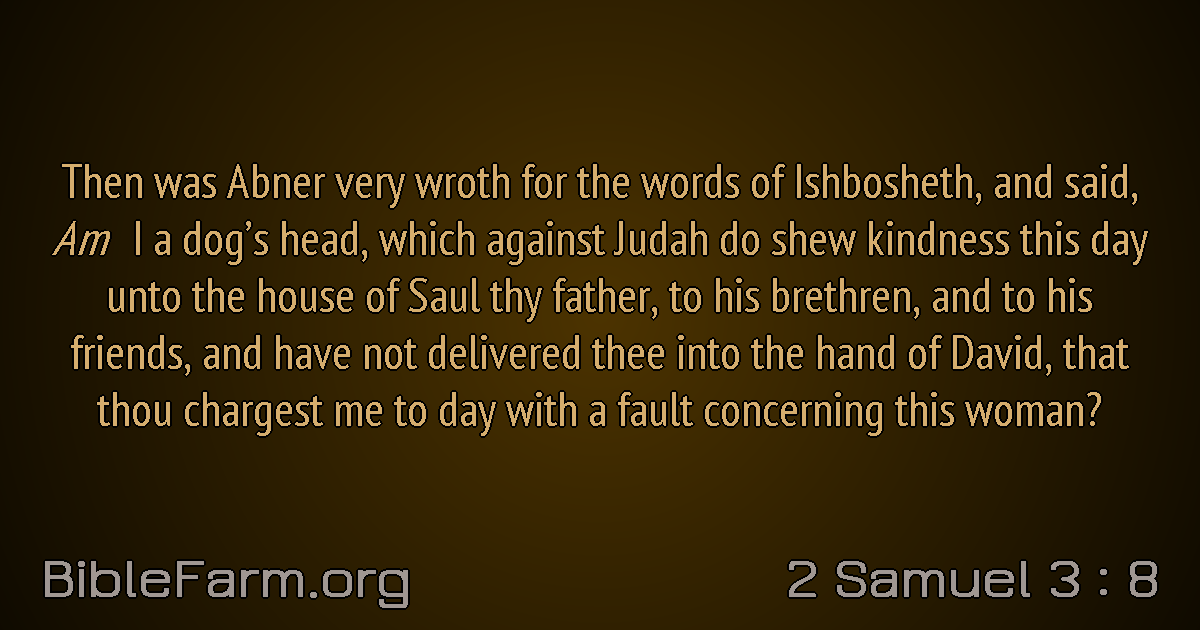 Then was Abner very wroth for the words of Ishbosheth, and said,
Am I a dog’s head, which against Judah do shew kindness this day
unto the house of Saul thy father, to his brethren, and to his
friends, and have not delivered thee into the hand of David, that
thou chargest me to day with a fault concerning this woman?
BibleFarm.org
2 Samuel 3 : 8